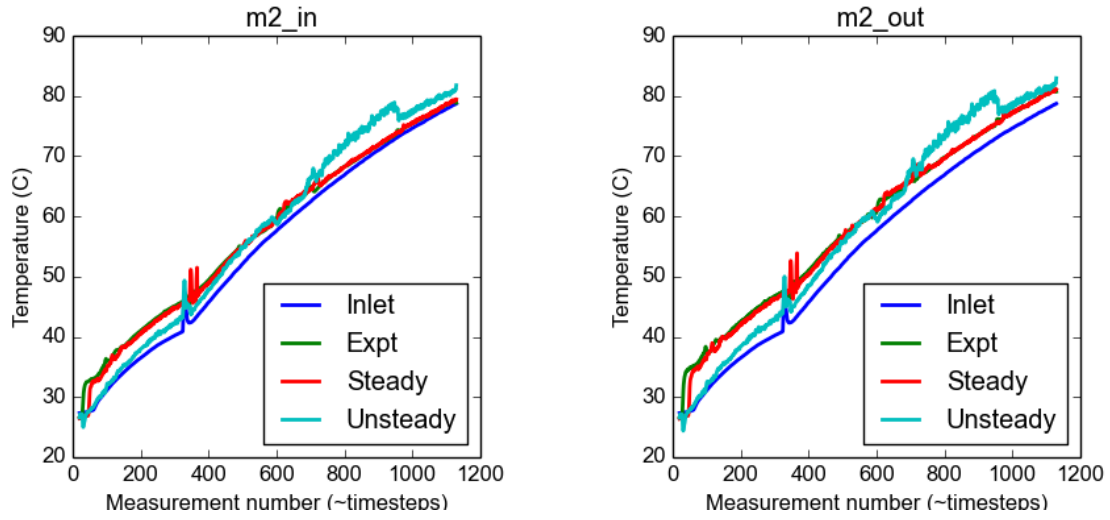 m2_in
90
80
70
60
50
40
30
20
Temperature (C)
Inlet
Expt
Steady
Unsteady
0 200 400 600 800 1000 1200
Measurement number (~timesteps)
m2_out
90
80
70
60
50
40
30
20
Temperature (C)
Inlet
Expt
Steady
Unsteady
0 200 400 600 800 1000 1200
Measurement number (~timesteps)